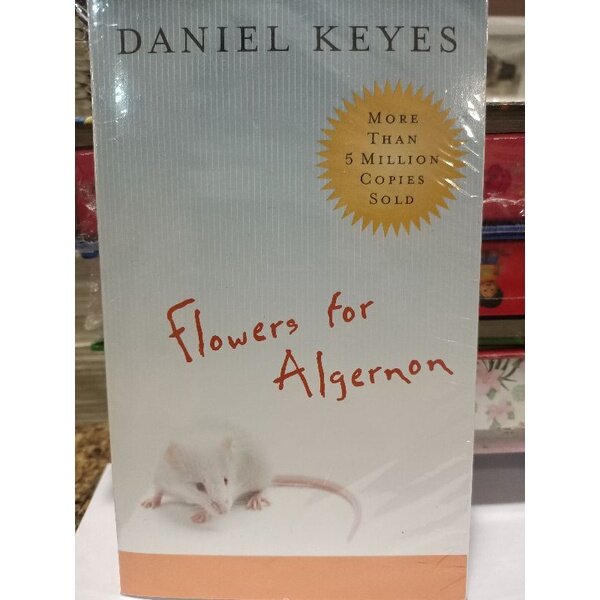 DANIEL KEYES
MORE
THAN
5 MILLION
COPIES
SOLD
Flowers for
Algernon